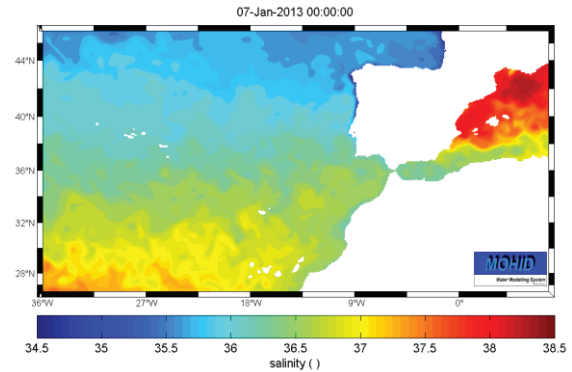 07-Jan-2013 00:00:00
44°N
40°N
36°N
32°N
28°N
36°W 27°W 18°W 9°W 0°
MOHID
Water Modelling System
34.5 35 35.5 36 36.5 37 37.5 38 38.5
salinity ( )